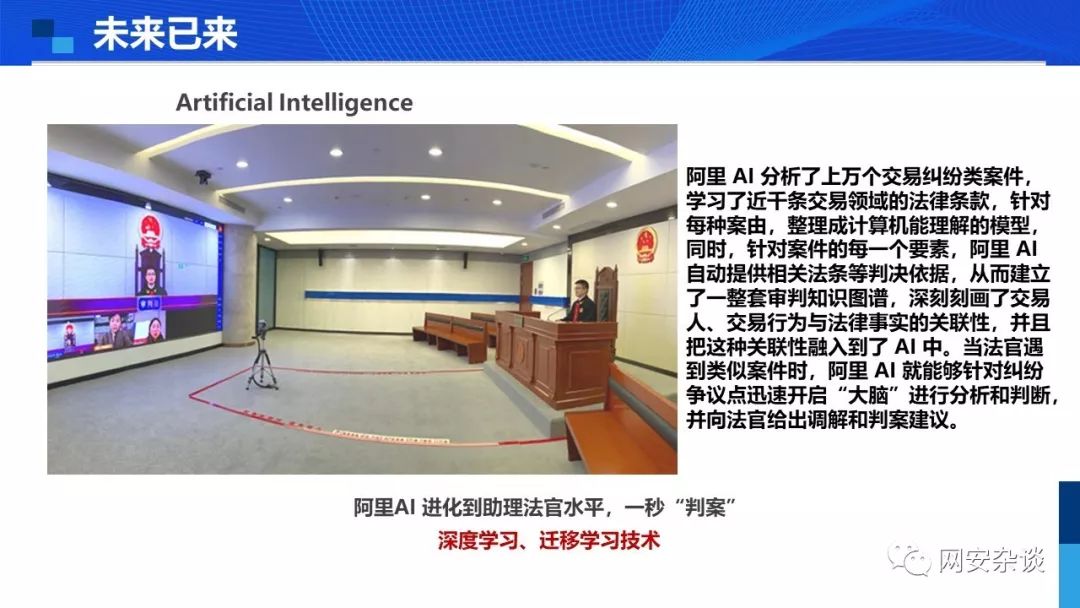 未来已来
Artificial Intelligence
阿里 AI 分析了上万个交易纠纷类案件，
学习了近千条交易领域的法律条款，针对
每种案由，整理成计算机能理解的模型，
同时，针对案件的每一个要素，阿里 AI
自动提供相关法条等判决依据，从而建立
了一整套审判知识图谱，深刻刻画了交易
人、交易行为与法律事实的关联性，并且
把这种关联性融入到了 AI 中。当法官遇
到类似案件时，阿里 AI 就能够针对纠纷
争议点迅速开启“大脑”进行分析和判断，
并向法官给出调解和判案建议。
审判员
阿里AI 进化到助理法官水平，一秒“判案”
深度学习、迁移学习技术
网安杂谈